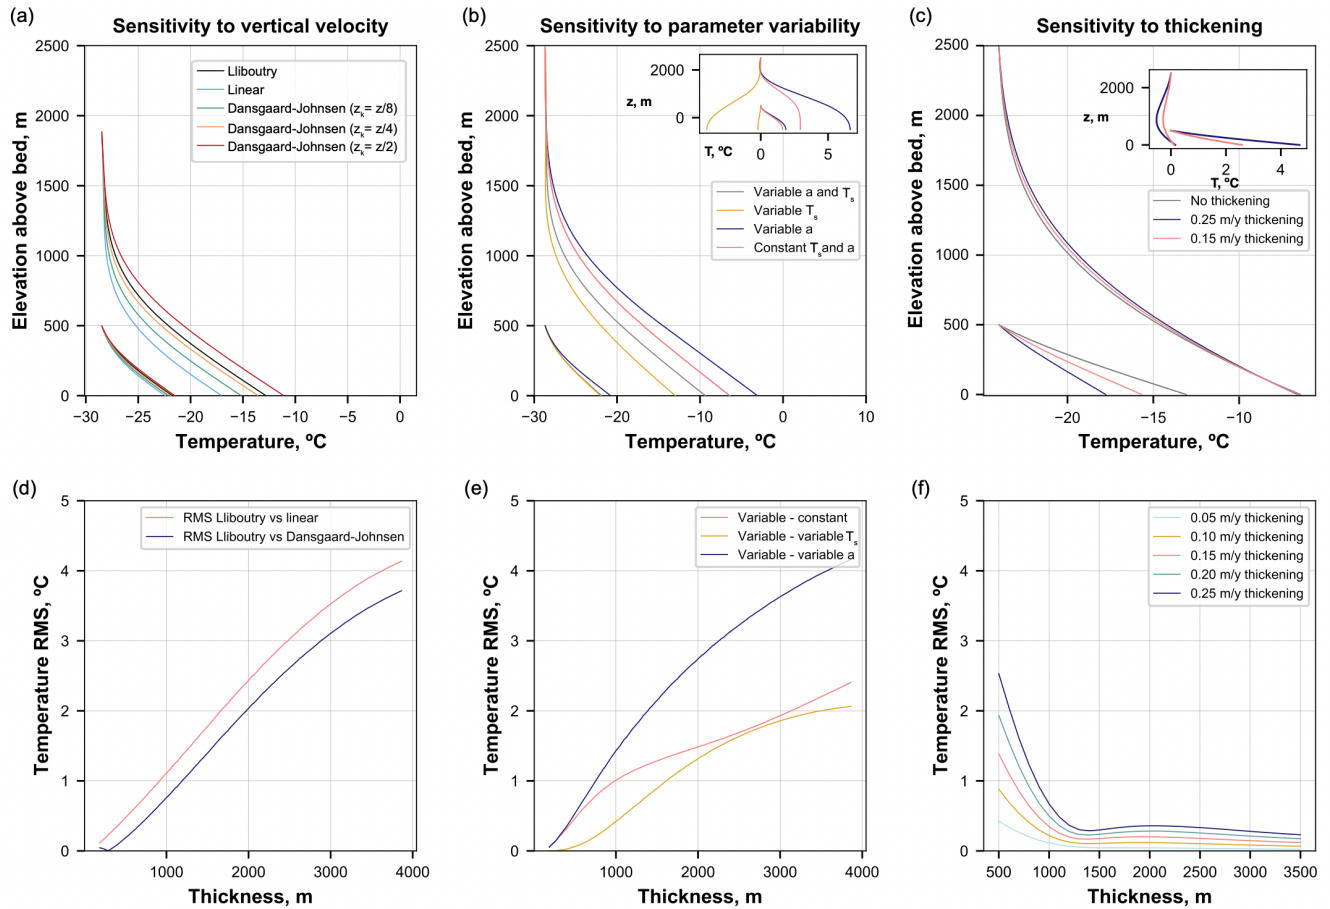 (a)
Sensitivity to vertical velocity
2500
2000
1500
1000
500
0
Elevation above bed, m
Lliboutry
Linear
Dansgaard-Johnsen (zk= z/8)
Dansgaard-Johnsen (zk= z/4)
Dansgaard-Johnsen (zk= z/2)
−30
−25
−20
−15
−10
−5
0
Temperature, ºC
(b)
Sensitivity to parameter variability
2500
2000
1500
1000
500
0
Elevation above bed, m
2000
0
z, m
0
5
T, ºC
Variable a and Ts
Variable Ts
Variable a
Constant Ts and a
−30
−20
−10
0
10
Temperature, ºC
(c)
Sensitivity to thickening
2500
2000
1500
1000
500
0
Elevation above bed, m
2000
0
z, m
0
2
4
T, ºC
No thickening
0.25 m/y thickening
0.15 m/y thickening
−20
−15
−10
Temperature, ºC
(d)
5
4
3
2
1
0
Temperature RMS, ºC
RMS Lliboutry vs linear
RMS Lliboutry vs Dansgaard-Johnsen
1000
2000
3000
4000
Thickness, m
(e)
5
4
3
2
1
0
Temperature RMS, ºC
Variable - constant
Variable - variable Ts
Variable - variable a
1000
2000
3000
4000
Thickness, m
(f)
5
4
3
2
1
0
Temperature RMS, ºC
0.05 m/y thickening
0.10 m/y thickening
0.15 m/y thickening
0.20 m/y thickening
0.25 m/y thickening
500
1000
1500
2000
2500
3000
3500
Thickness, m